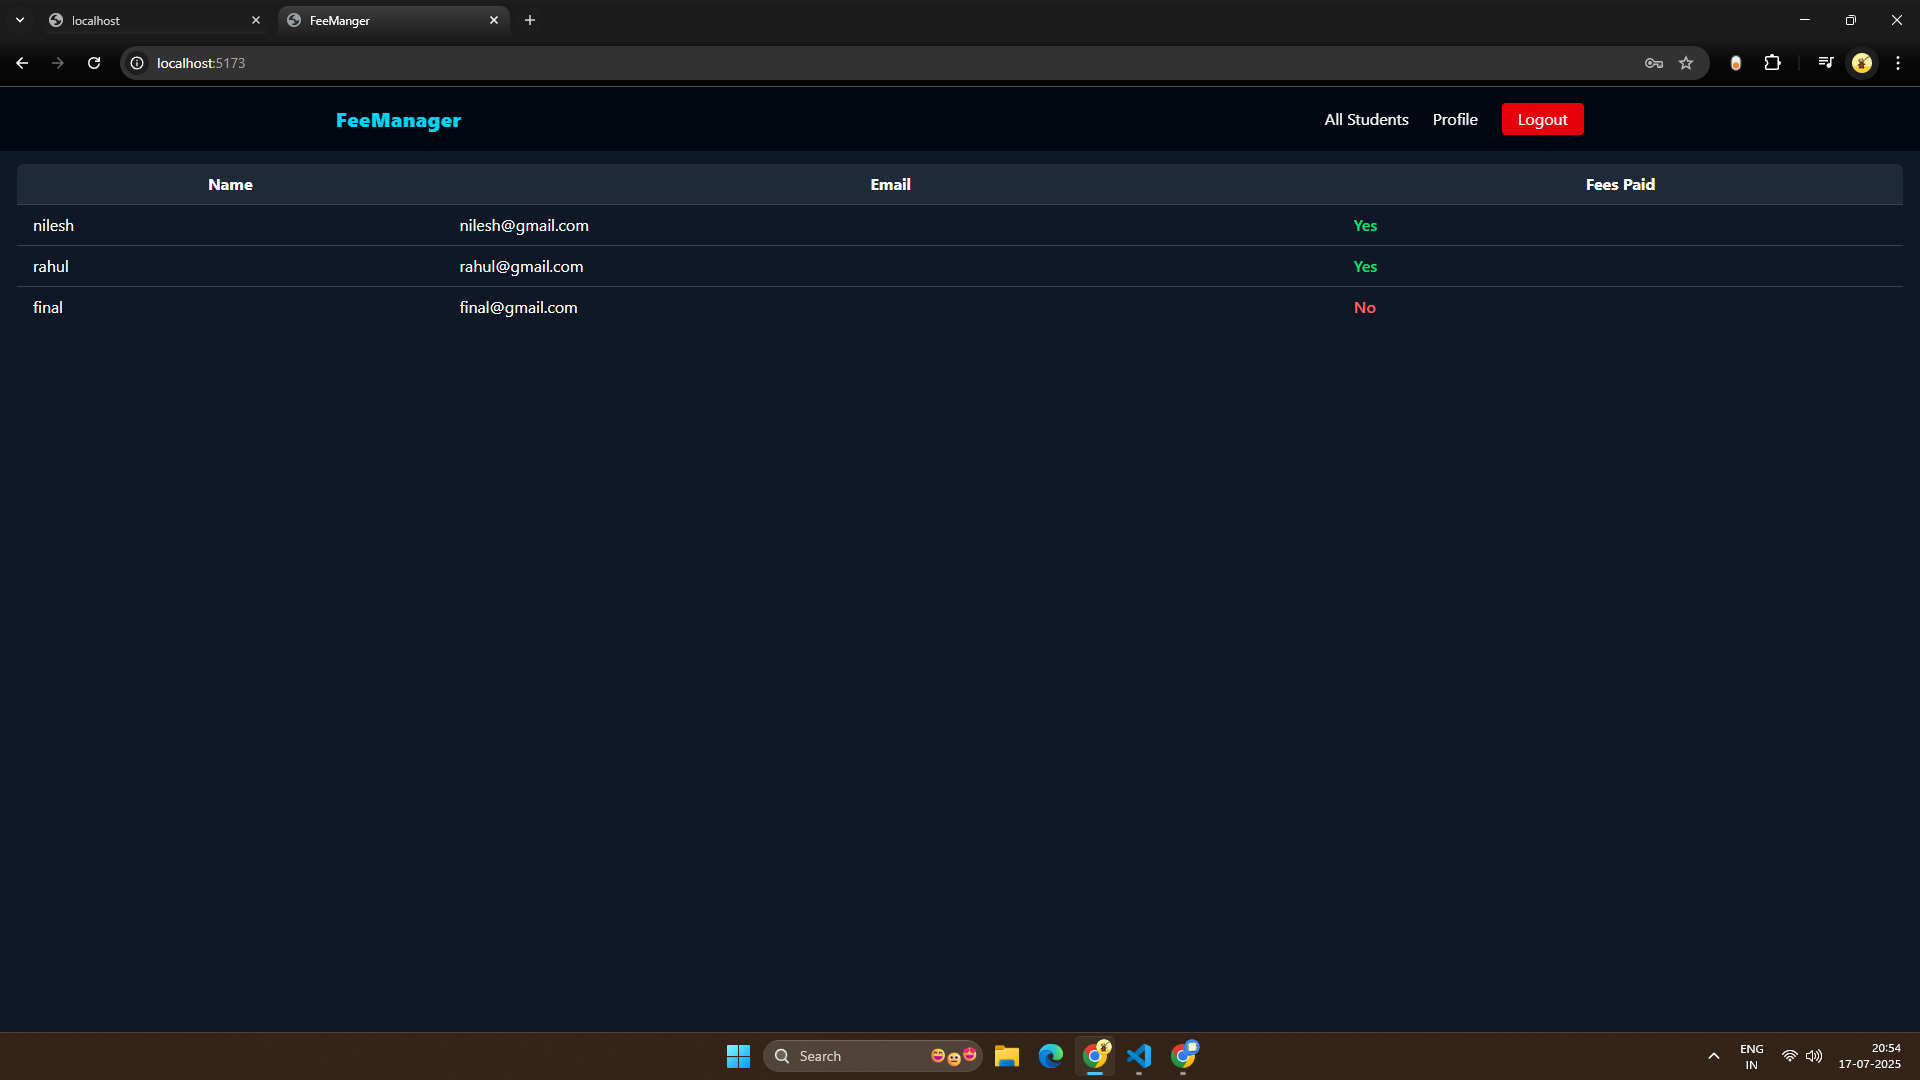 localhost
FeeManger
localhost:5173
FeeManager
All Students Profile Logout
Name Email Fees Paid
nilesh nilesh@gmail.com Yes
rahul rahul@gmail.com Yes
final final@gmail.com No
Search
ENG
IN
20:54
17-07-2025